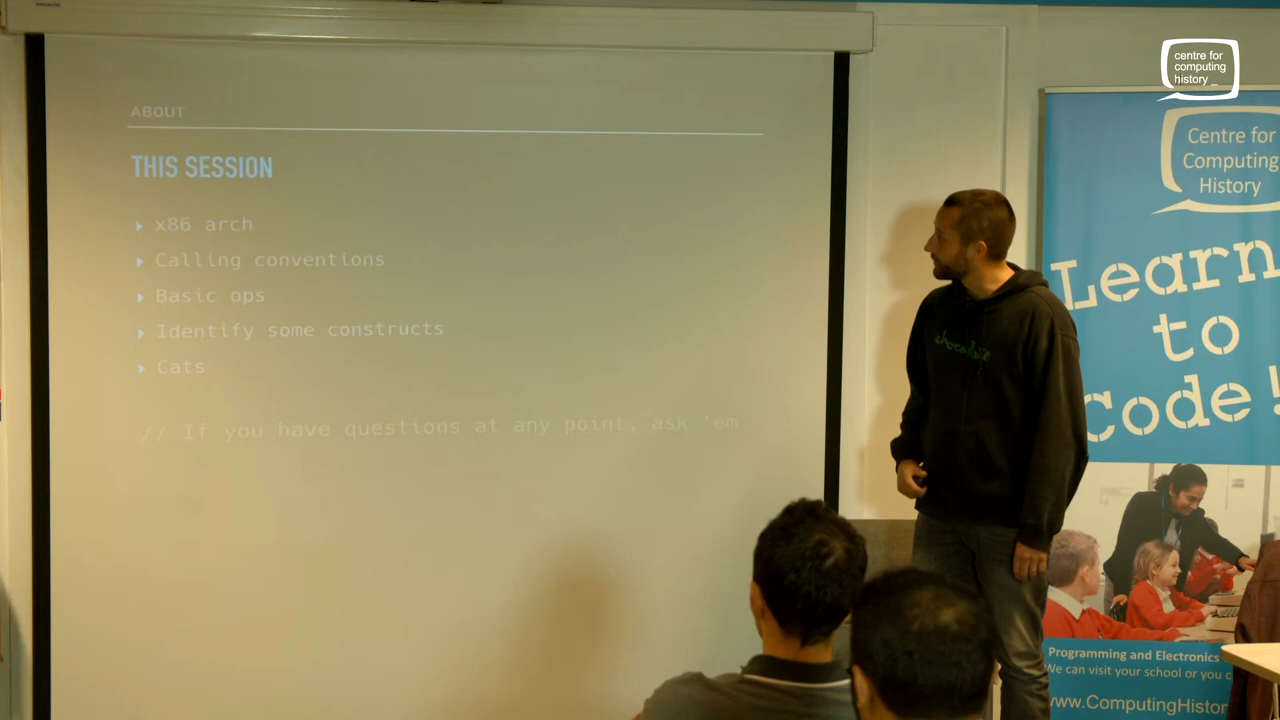 ABOUT
THIS SESSION
x86 arch
Calling conventions
Basic ops
Identify some constructs
Cats
// If you have questions at any point, ask 'em
centre for
computing
history _
Centre for
Computing
History
Learn
to
Code!
Programming and Electronics
We can visit your school or you c
www.ComputingHistor
chocolate